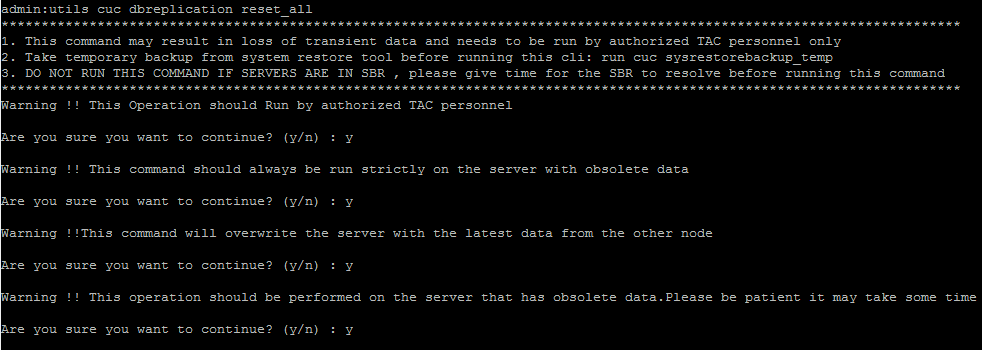 admin:utils cuc dbreplication reset_all
************************************************************************************************************************
1. This command may result in loss of transient data and needs to be run by authorized TAC personnel only
2. Take temporary backup from system restore tool before running this cli: run cuc sysrestorebackup_temp
3. DO NOT RUN THIS COMMAND IF SERVERS ARE IN SBR , please give time for the SBR to resolve before running this command
************************************************************************************************************************
Warning !! This Operation should Run by authorized TAC personnel
Are you sure you want to continue? (y/n) : y
Warning !! This command should always be run strictly on the server with obsolete data
Are you sure you want to continue? (y/n) : y
Warning !!This command will overwrite the server with the latest data from the other node
Are you sure you want to continue? (y/n) : y
Warning !! This operation should be performed on the server that has obsolete data.Please be patient it may take some time
Are you sure you want to continue? (y/n) : y